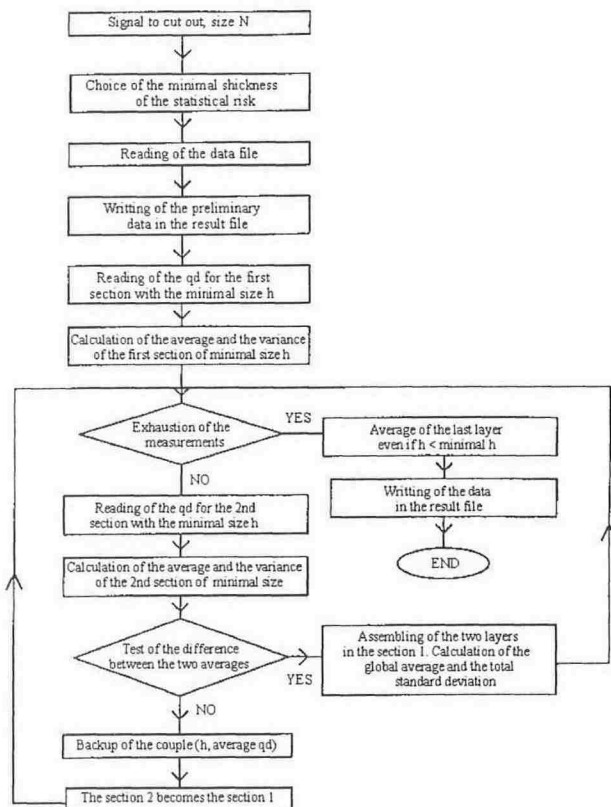 Signal to cut out, size N
Choice of the minimal shickness
of the statistical risk
Reading of the data file
Writting of the preliminary
data in the result file
Reading of the qd for the first
section with the minimal size h
Calculation of the average and the variance
of the first section of minimal size h
Exhaustion of the
measurements
YES
Average of the last layer
even if h < minimal h
Writting of the data
in the result file
END
NO
Reading of the qd for the 2nd
section with the minimal size h
Calculation of the average and the variance
of the 2nd section of minimal size
Test of the difference
between the two averages
YES
Assembling of the two layers
in the section 1. Calculation of the
global average and the total
standard deviation
NO
Backup of the couple (h, average qd)
The section 2 becomes the section 1